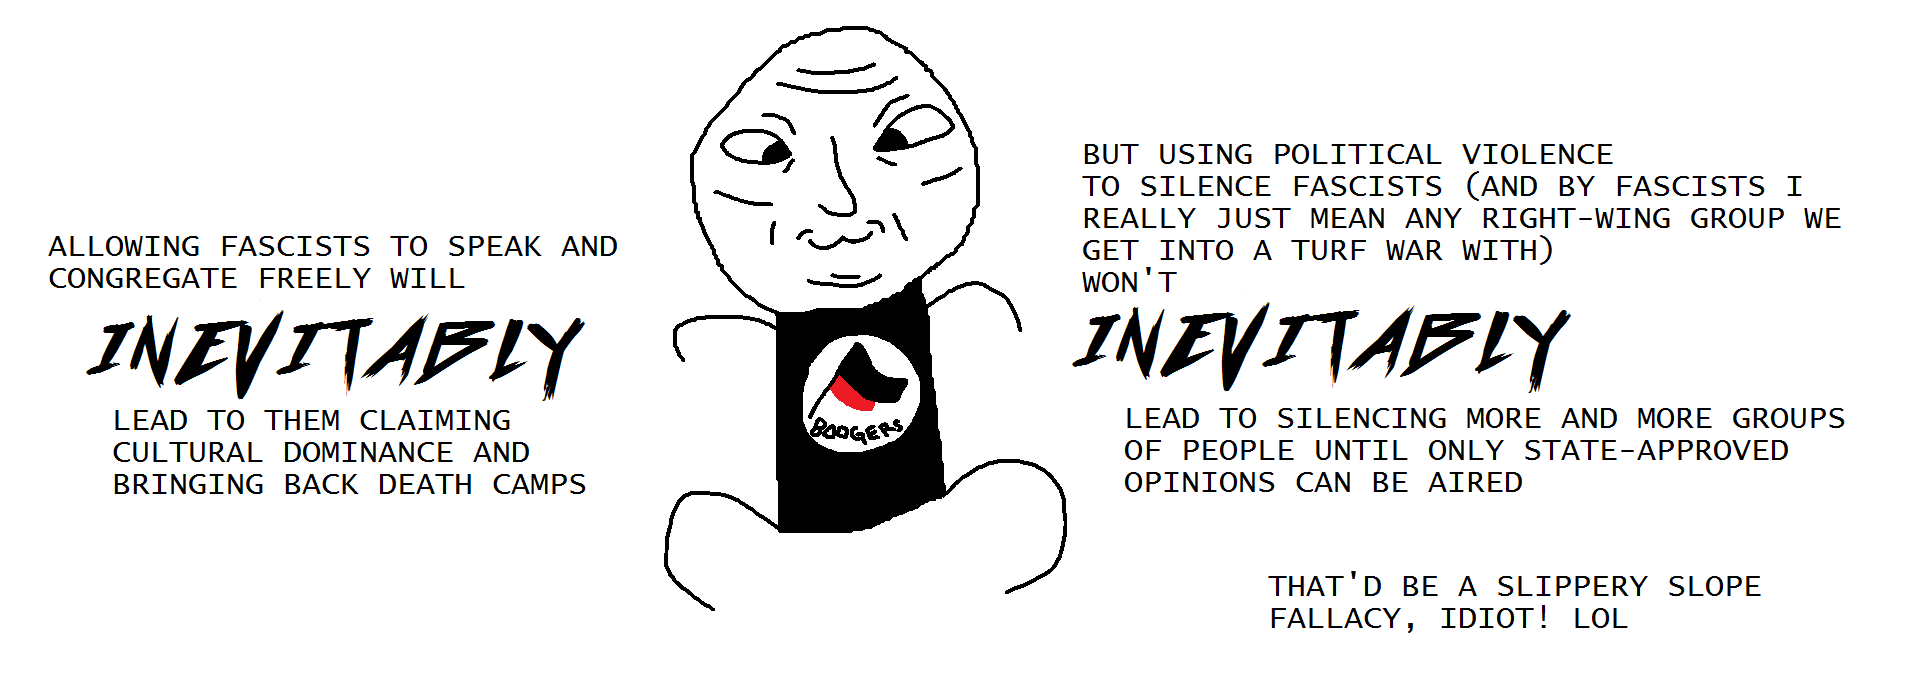 ALLOWING FASCISTS TO SPEAK AND
CONGREGATE FREELY WILL
INEVITABLY
LEAD TO THEM CLAIMING
CULTURAL DOMINANCE AND
BRINGING BACK DEATH CAMPS
BOOGERS
BUT USING POLITICAL VIOLENCE
TO SILENCE FASCISTS (AND BY FASCISTS I
REALLY JUST MEAN ANY RIGHT-WING GROUP WE
GET INTO A TURF WAR WITH)
WON'T
INEVITABLY
LEAD TO SILENCING MORE AND MORE GROUPS
OF PEOPLE UNTIL ONLY STATE-APPROVED
OPINIONS CAN BE AIRED
THAT'D BE A SLIPPERY SLOPE
FALLACY, IDIOT! LOL